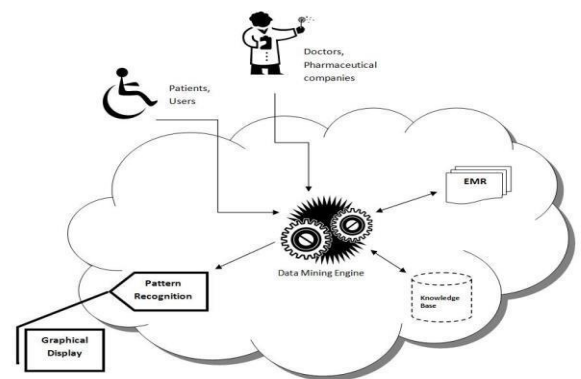 Doctors,
Pharmaceutical
companies
Patients,
Users
EMR
Data Mining Engine
Pattern
Recognition
Knowledge
Base
Graphical
Display